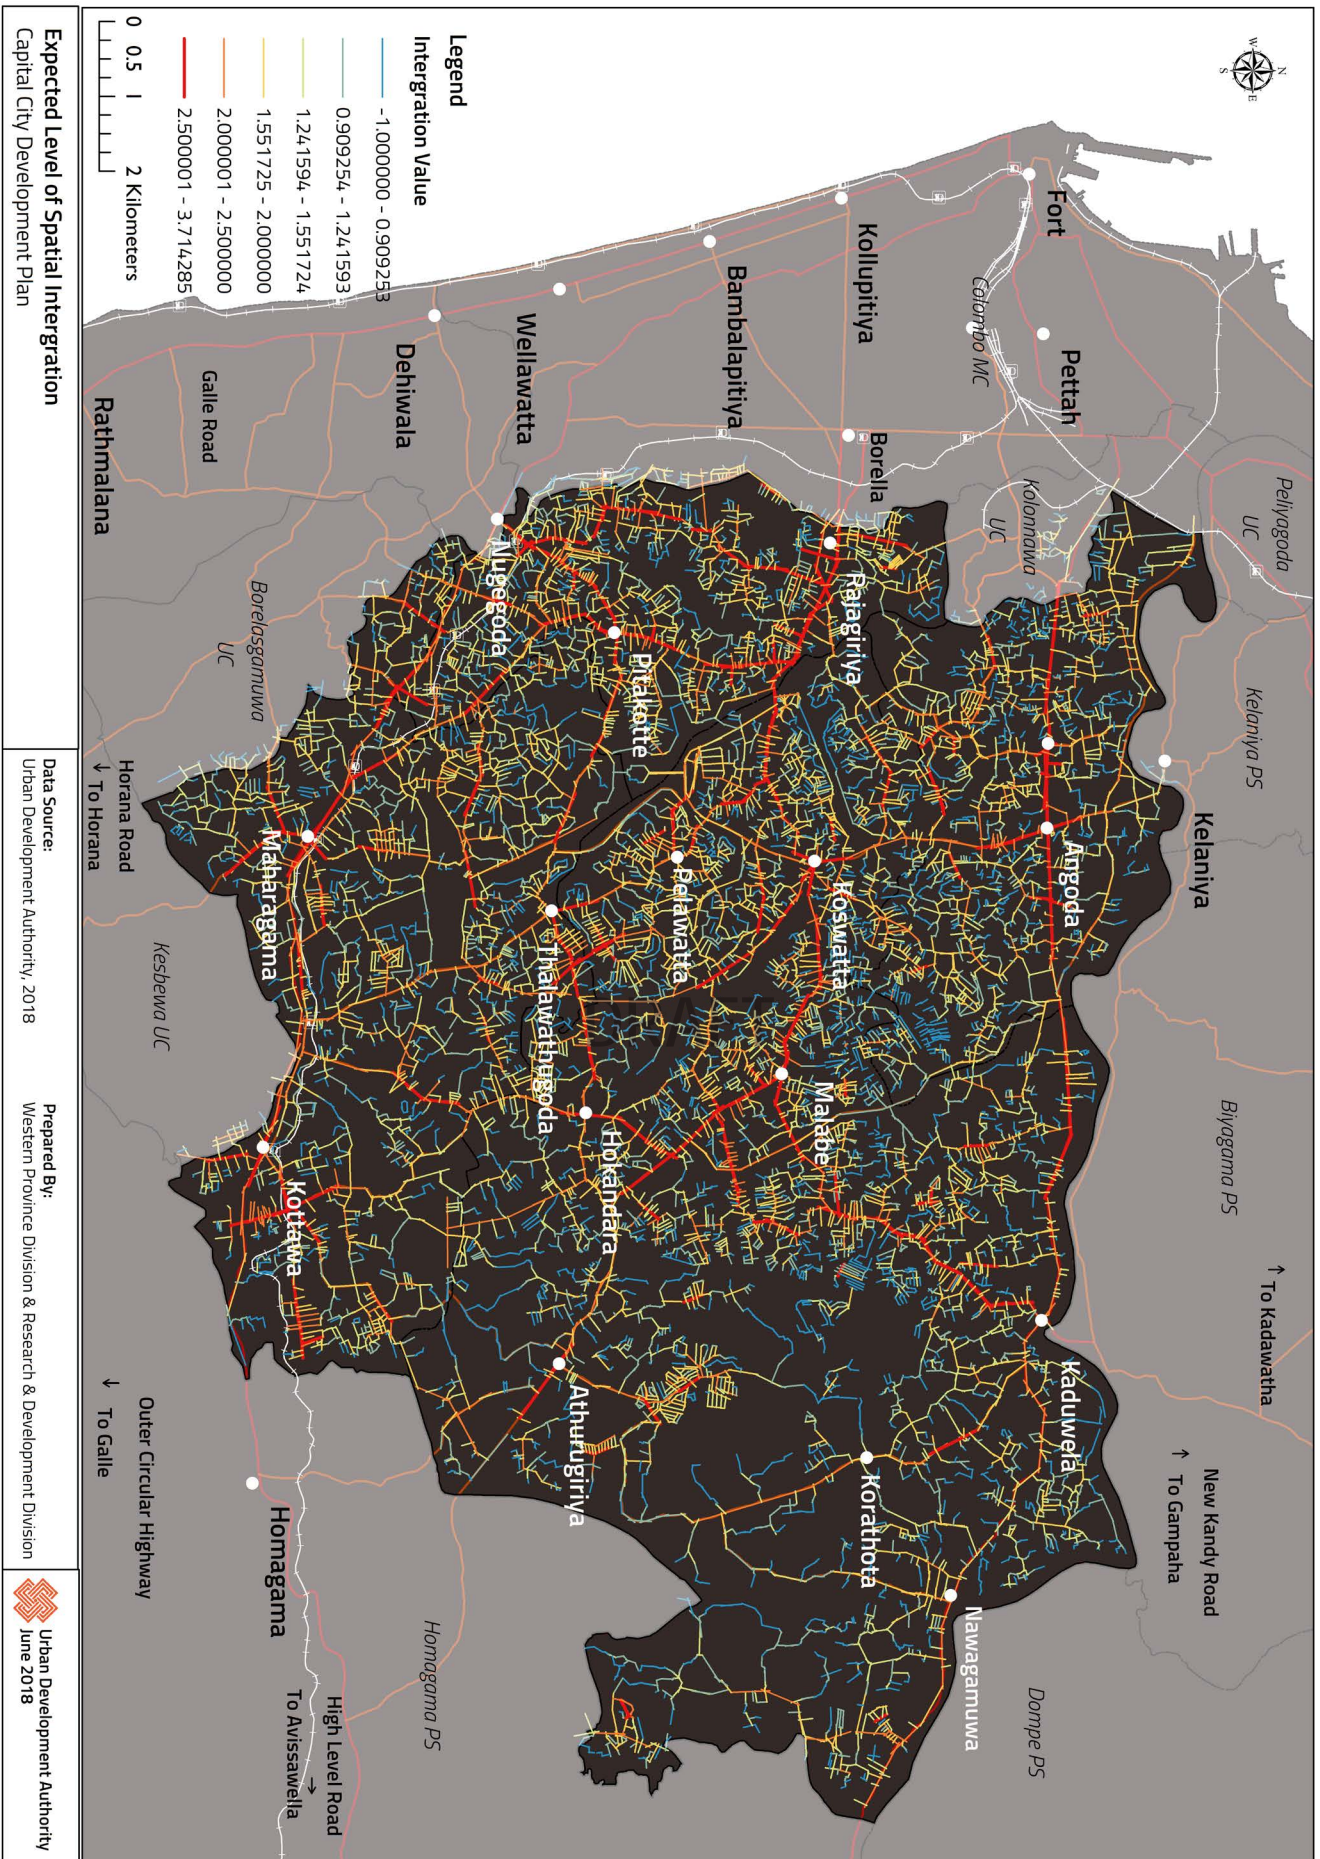 N
W
E
S
Legend
Intergration Value
-1.000000 - 0.909253
0.909254 - 1.241593
1.241594 - 1.551724
1.551725 - 2.000000
2.000001 - 2.500000
2.500001 - 3.714285
0 0.5 1 2 Kilometers
Fort
Pettah
Colombo MC
Kollupitiya
Borella
Bambalapitiya
Wellawatta
Dehiwala
Galle Road
Rathmalana
Peliyagoda
UC
Kolonnawa
UC
Kelaniya PS
Kelaniya
Rajagiriya
Nugegoda
Pitakotte
Borelasgamuwa
UC
Angoda
Koswatta
Pelawatta
Thalawathugoda
Maharagama
Horana Road
↓ To Horana
Kesbewa UC
DRAFT
Biyagama PS
Malabe
Hokandara
Kottawa
↑ To Kadawatha
Kaduwela
New Kandy Road
↑ To Gampaha
Athurugiriya
Korathota
Nawagamuwa
Outer Circular Highway
↓ To Galle
Homagama
Homagama PS
Dompe PS
High Level Road →
To Avissawella
Expected Level of Spatial Intergration
Capital City Development Plan
Data Source:
Urban Development Authority, 2018
Prepared By:
Western Province Division & Research & Development Division
Urban Development Authority
June 2018